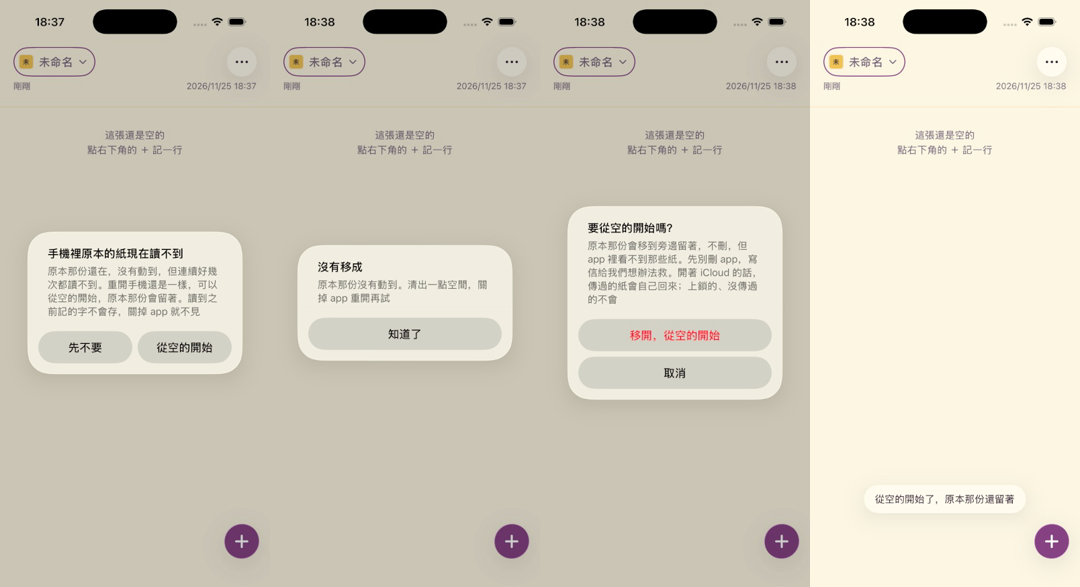 18:37
未 未命名
剛剛
2026/11/25 18:37
這張還是空的
點右下角的 + 記一行
手機裡原本的紙現在讀不到
原本那份還在，沒有動到，但連續好幾
次都讀不到。重開手機還是一樣，可以
從空的開始，原本那份會留著。讀到之
前記的字不會存，關掉 app 就不見
先不要
從空的開始
18:38
未 未命名
剛剛
2026/11/25 18:37
這張還是空的
點右下角的 + 記一行
沒有移成
原本那份沒有動到。清出一點空間，關
掉 app 重開再試
知道了
18:38
未 未命名
剛剛
2026/11/25 18:38
這張還是空的
點右下角的 + 記一行
要從空的開始嗎?
原本那份會移到旁邊留著，不刪，但
app 裡看不到那些紙。先別刪 app，寫
信給我們想辦法救。開著 iCloud 的話，
傳過的紙會自己回來；上鎖的、沒傳過
的不會
移開，從空的開始
取消
18:38
未 未命名
剛剛
2026/11/25 18:38
這張還是空的
點右下角的 + 記一行
從空的開始了，原本那份還留著